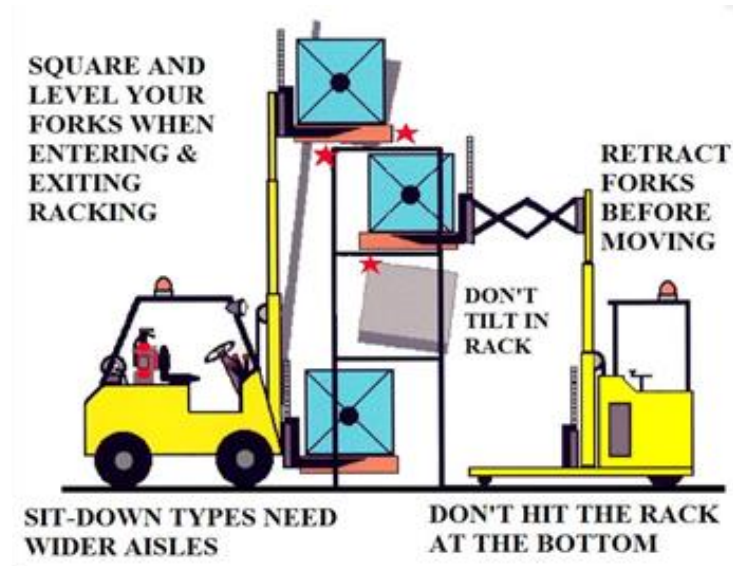 SQUARE AND
LEVEL YOUR
FORKS WHEN
ENTERING &
EXITING
RACKING
RETRACT
FORKS
BEFORE
MOVING
DON'T
TILT IN
RACK
SIT-DOWN TYPES NEED
WIDER AISLES
DON'T HIT THE RACK
AT THE BOTTOM